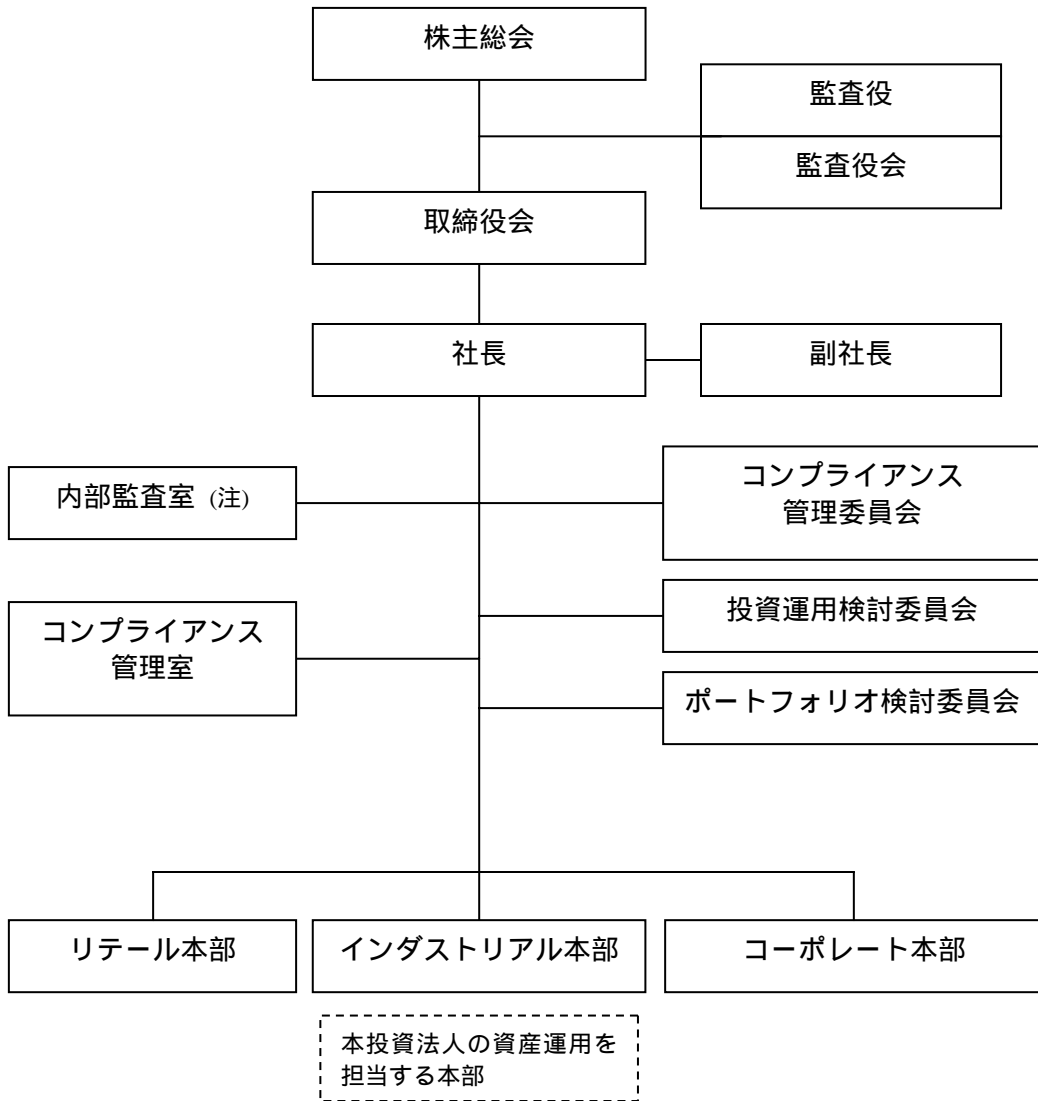 株主総会
監査役
監査役会
取締役会
社長
副社長
内部監査室 (注)
コンプライアンス
管理委員会
コンプライアンス
管理室
投資運用検討委員会
ポートフォリオ検討委員会
リテール本部
インダストリアル本部
コーポレート本部
本投資法人の資産運用を
担当する本部